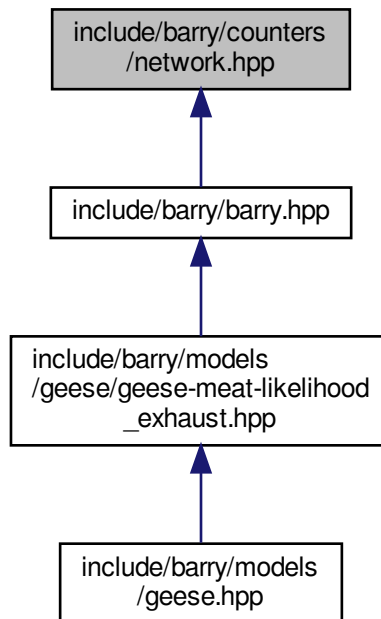 include/barry/counters
/network.hpp
include/barry/barry.hpp
include/barry/models
/geese/geese-meat-likelihood
_exhaust.hpp
include/barry/models
/geese.hpp